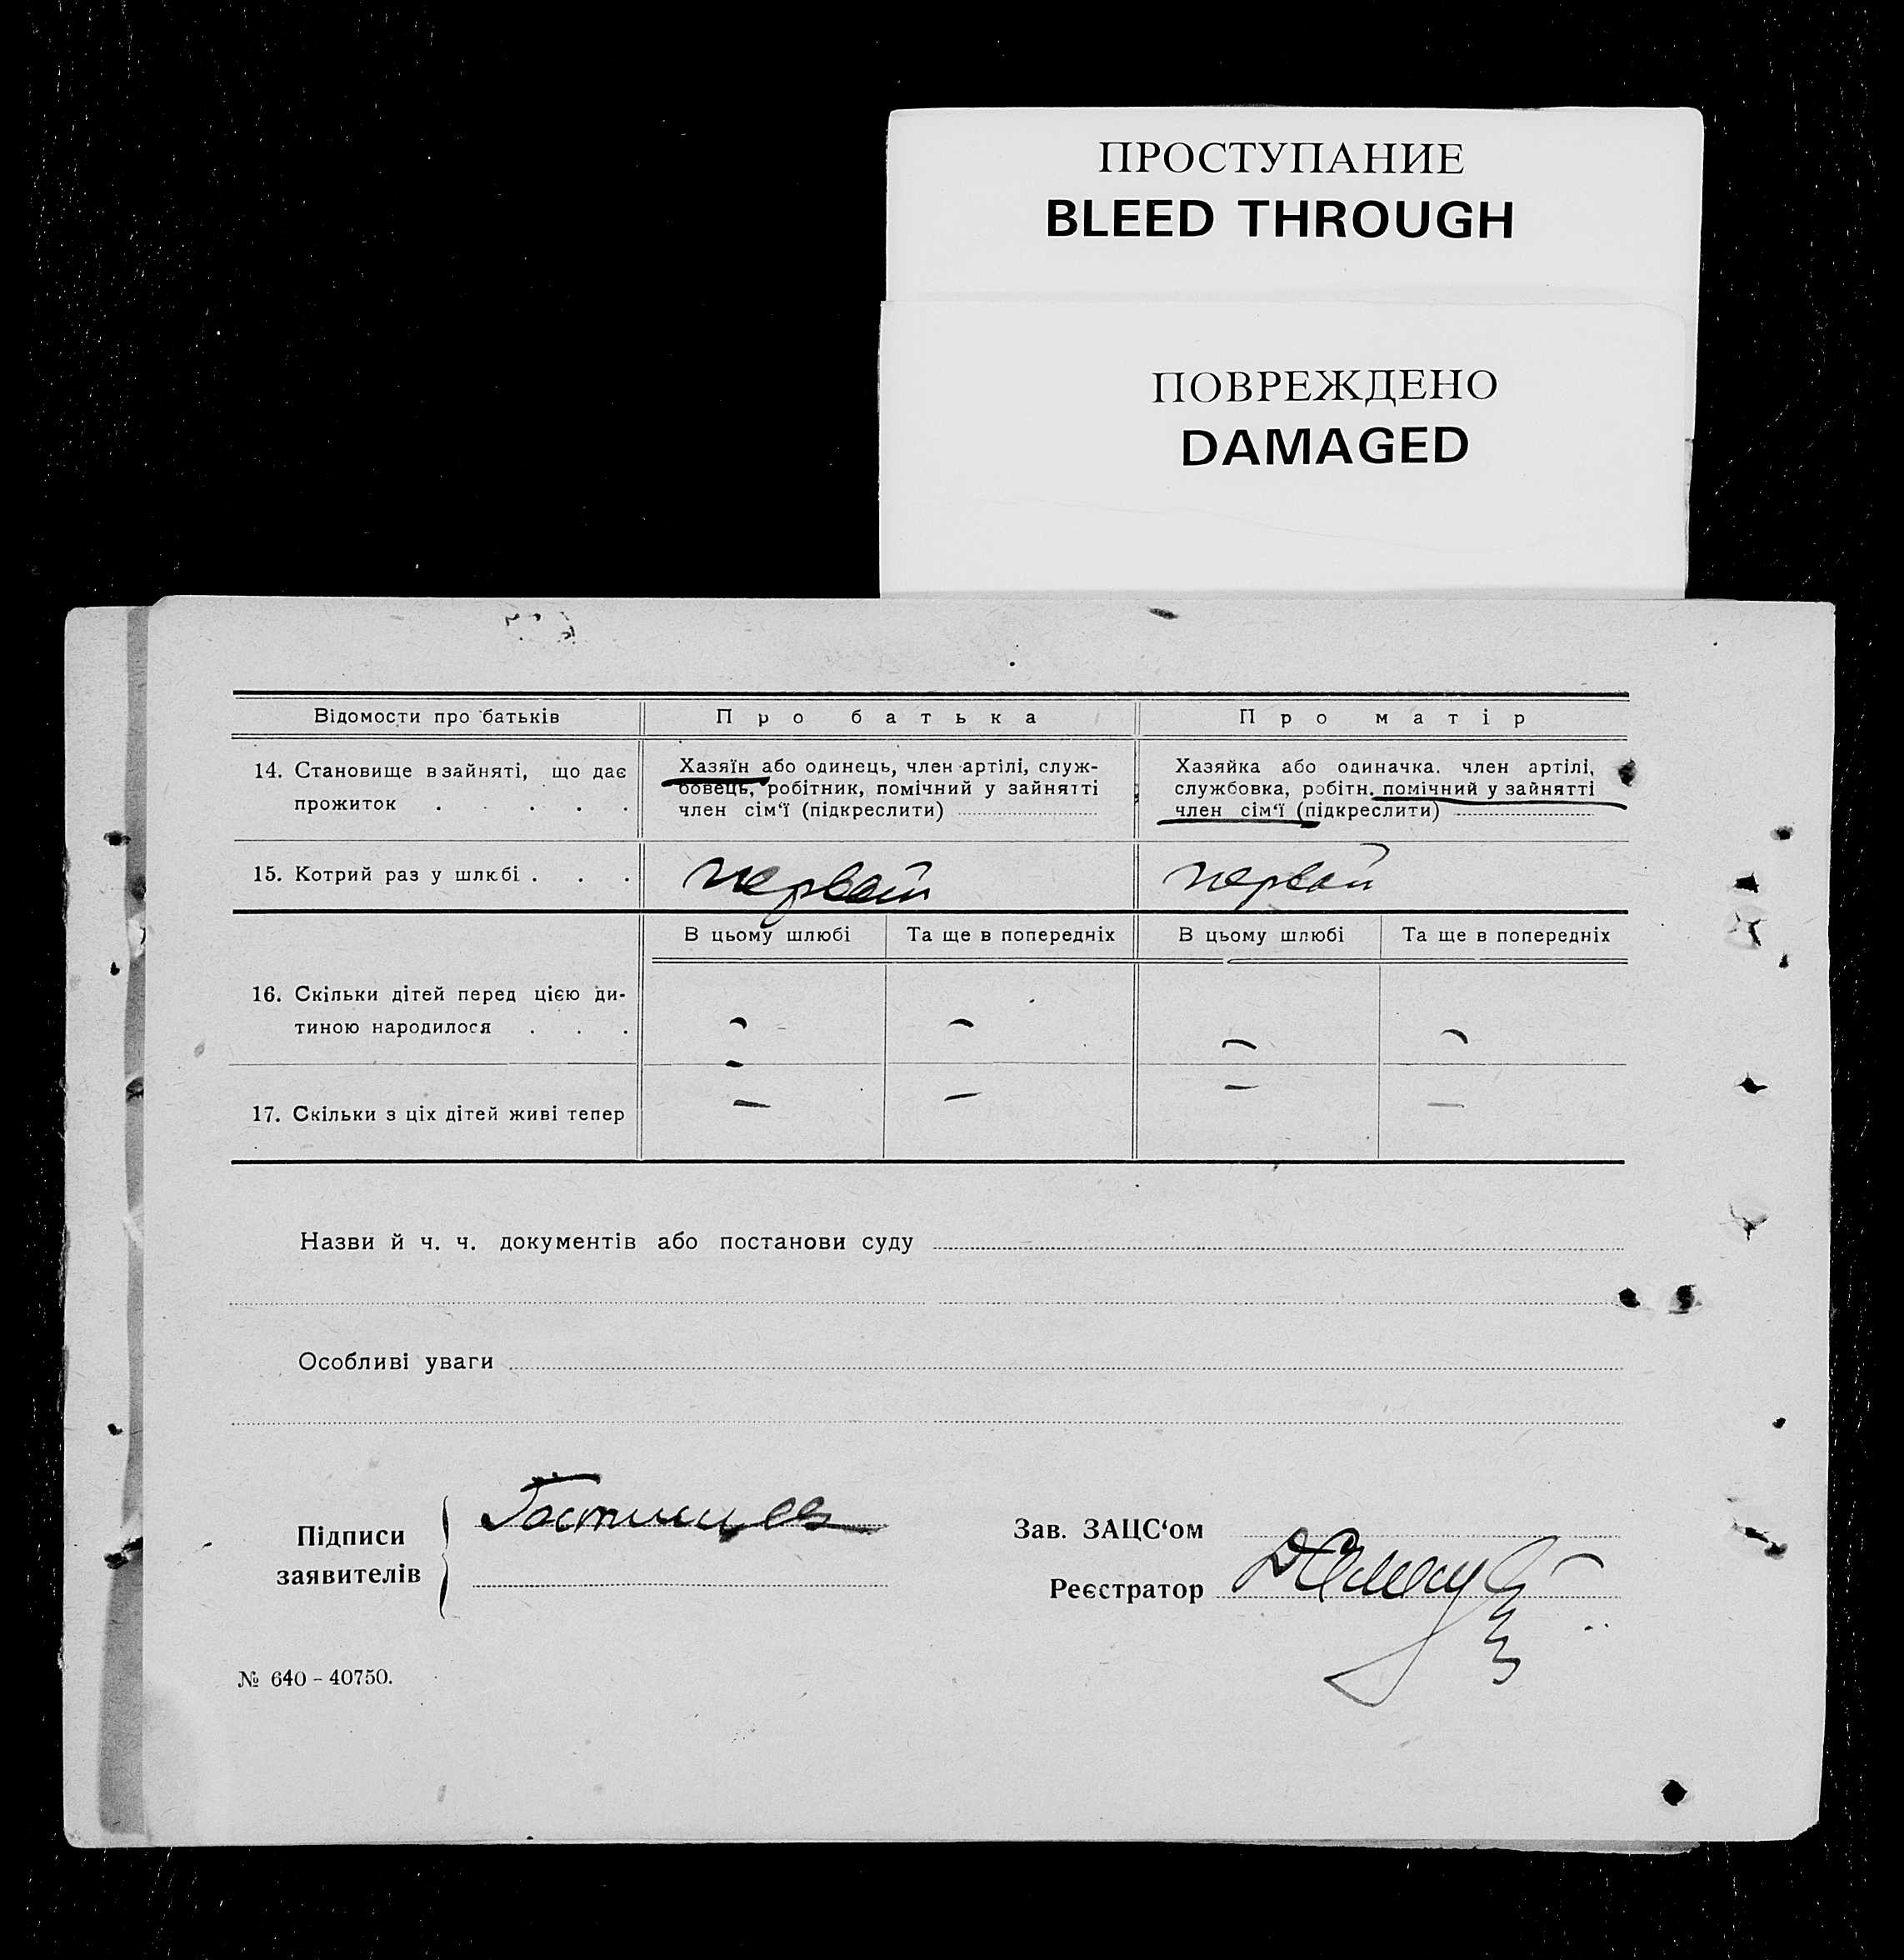 ПРОСТУПАНИЕ
BLEED THROUGH
ПОВРЕЖДЕНО
DAMAGED
Відомости про батьків
Про батька
Про матір
14. Становище в зайняті, що дає
прожиток . . . . .
Хазяїн або одинець, член артілі, служ-
бовець, робітник, помічний у зайнятті
член сім‘ї (підкреслити)
Хазяйка або одиначка. член артілі,
службовка, робітн. помічний у зайнятті
член сім‘ї (підкреслити)
15. Котрий раз у шлюбі . . .
первый
первый
В цьому шлюбі
Та ще в попередніх
В цьому шлюбі
Та ще в попередніх
16. Скільки дітей перед цією ди-
тиною народилося . . .
– – – –
17. Скільки з ціх дітей живі тепер
– – – –
Назви й ч. ч. документів або постанови суду
Особливі уваги
Підписи
заявителів
Зав. ЗАЦС‘ом
Реєстратор
№ 640 – 40750.